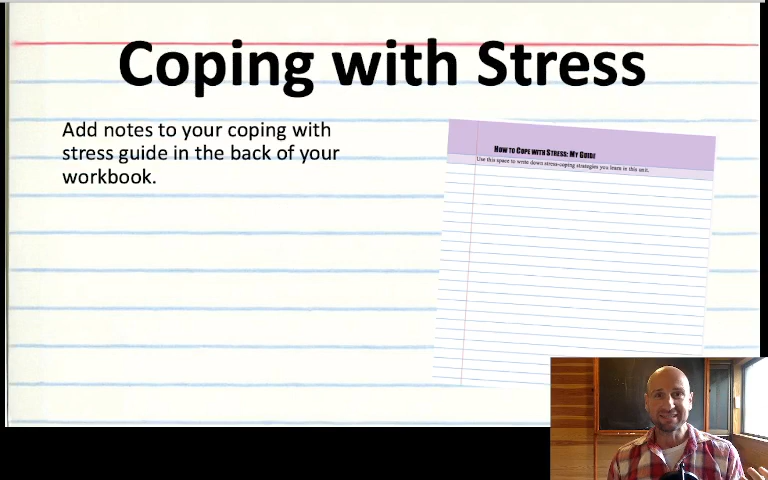 Coping with Stress
Add notes to your coping with
stress guide in the back of your
workbook.
How to Cope with Stress: My Guide
Use this space to write down stress-coping strategies you learn in this unit.